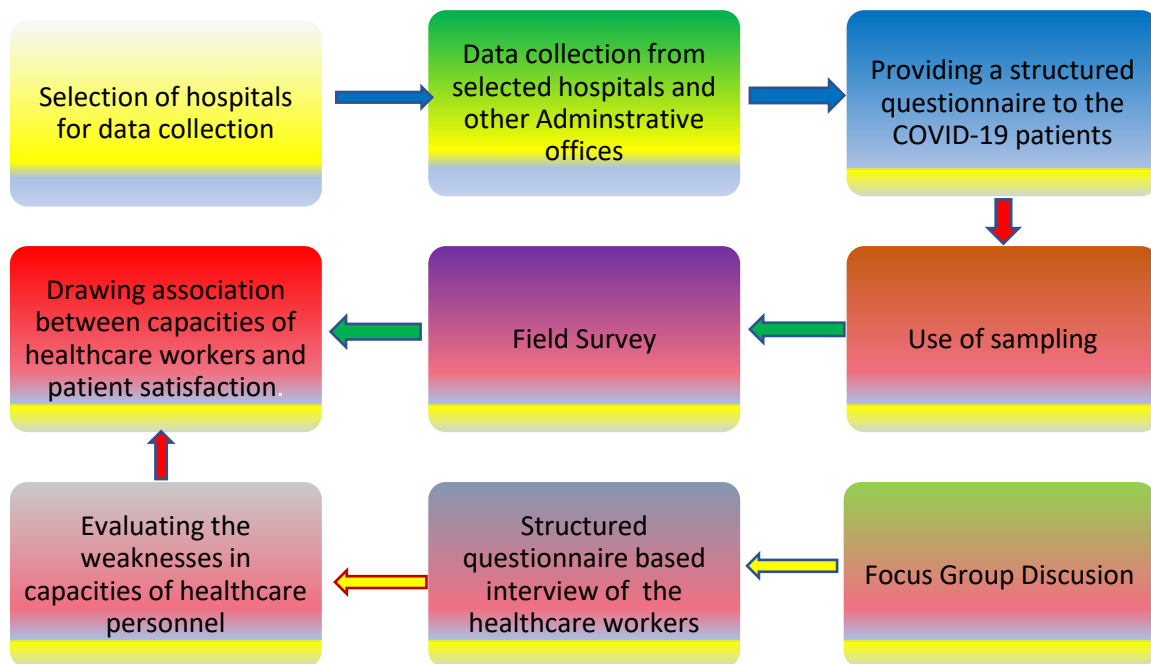 Selection of hospitals
for data collection
Data collection from
selected hospitals and
other Adminstrative
offices
Providing a structured
questionnaire to the
COVID-19 patients
Drawing association
between capacities of
healthcare workers and
patient satisfaction.
Field Survey
Use of sampling
Evaluating the
weaknesses in
capacities of healthcare
personnel
Structured
questionnaire based
interview of  the
healthcare workers
Focus Group Discusion